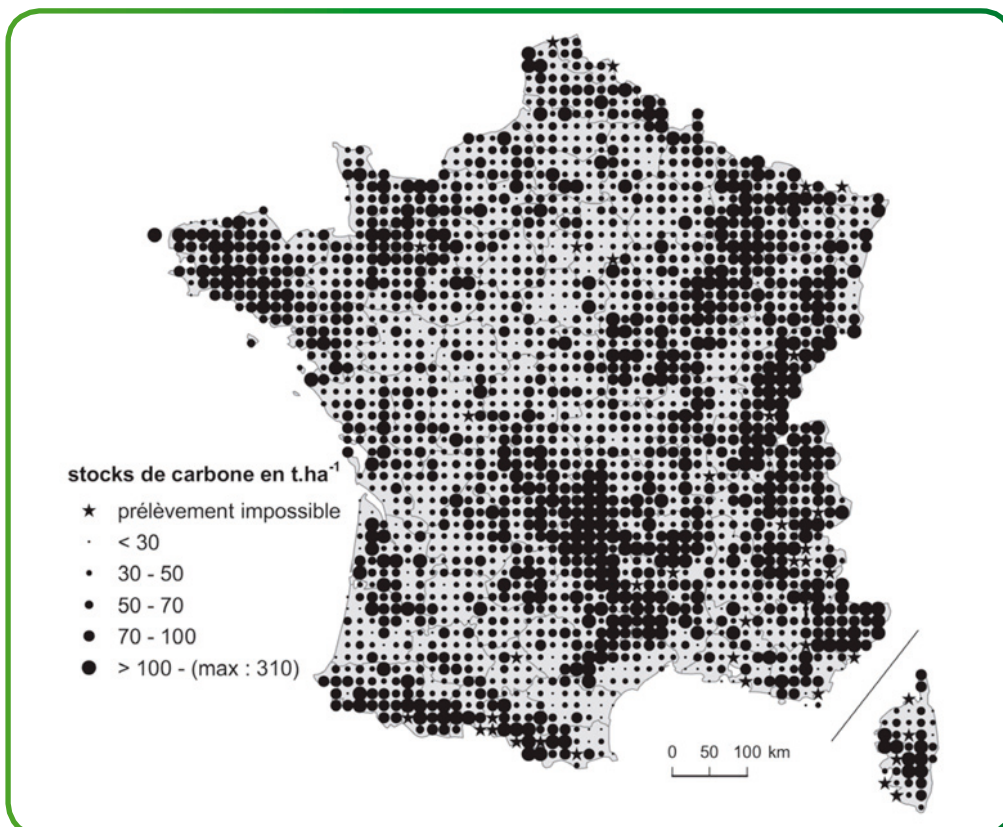 stocks de carbone en t.ha⁻¹
prélèvement impossible
< 30
30 - 50
50 - 70
70 - 100
> 100 - (max : 310)
0 50 100 km